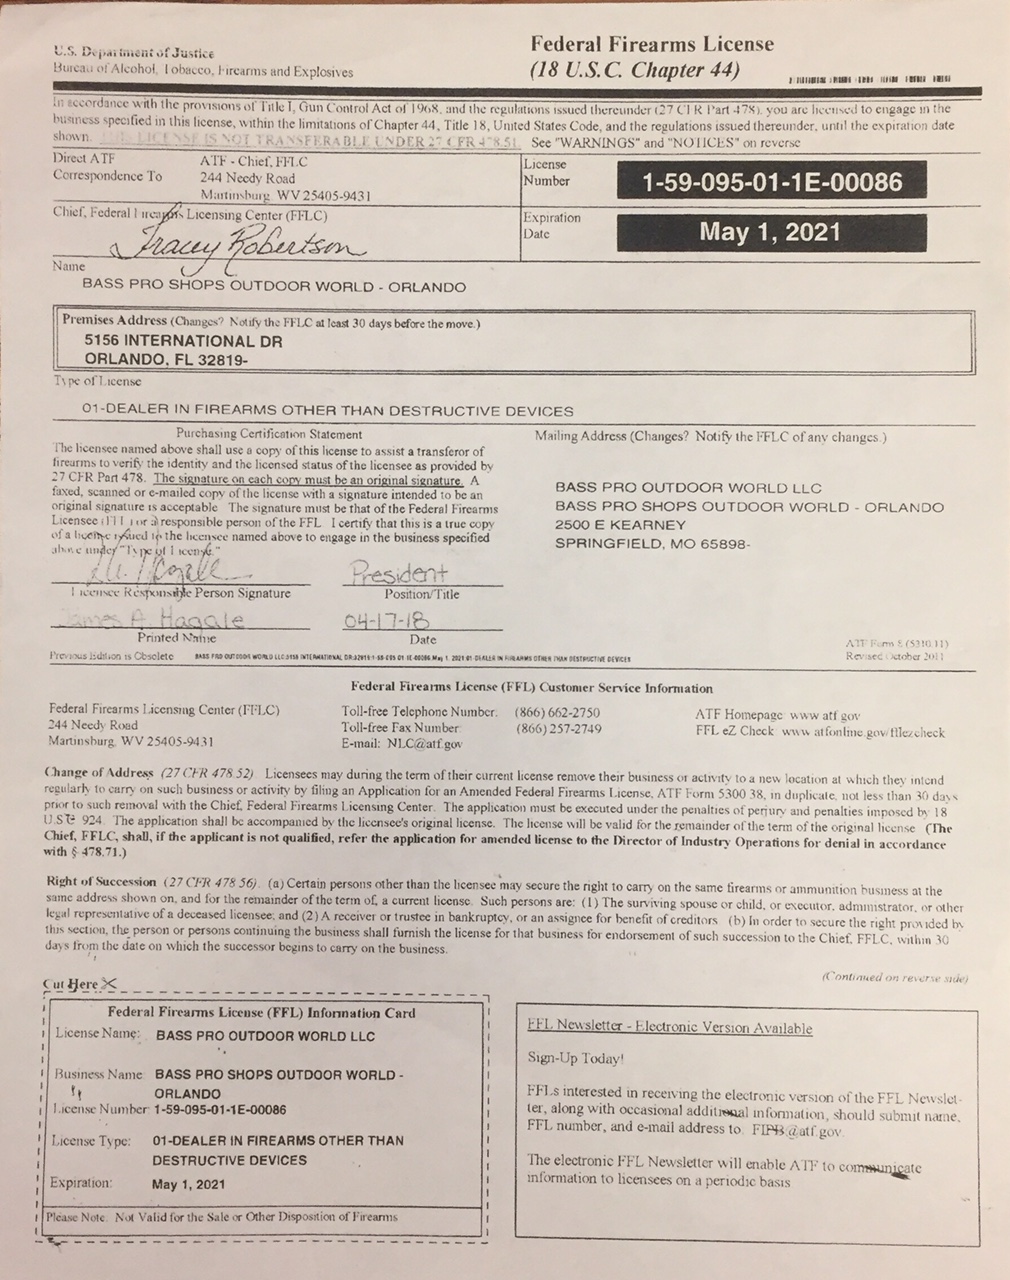 U.S. Department of Justice
Bureau of Alcohol, Tobacco, Firearms and Explosives
Federal Firearms License
(18 U.S.C. Chapter 44)
In accordance with the provisions of Title I, Gun Control Act of 1968, and the regulations issued thereunder (27 CFR Part 478), you are licensed to engage in the
business specified in this license, within the limitations of Chapter 44, Title 18, United States Code, and the regulations issued thereunder, until the expiration date
shown. THIS LICENSE IS NOT TRANSFERABLE UNDER 27 CFR 478.51. See "WARNINGS" and "NOTICES" on reverse
Direct ATF
Correspondence To
ATF - Chief, FFLC
244 Needy Road
Martinsburg, WV 25405-9431
License
Number
1-59-095-01-1E-00086
Chief, Federal Firearms Licensing Center (FFLC)
Tracey Robertson
Expiration
Date
May 1, 2021
Name
BASS PRO SHOPS OUTDOOR WORLD - ORLANDO
Premises Address (Changes? Notify the FFLC at least 30 days before the move.)
5156 INTERNATIONAL DR
ORLANDO, FL 32819-
Type of License
01-DEALER IN FIREARMS OTHER THAN DESTRUCTIVE DEVICES
Purchasing Certification Statement
The licensee named above shall use a copy of this license to assist a transferor of
firearms to verify the identity and the licensed status of the licensee as provided by
27 CFR Part 478. The signature on each copy must be an original signature. A
faxed, scanned or e-mailed copy of the license with a signature intended to be an
original signature is acceptable The signature must be that of the Federal Firearms
Licensee (FFL) or a responsible person of the FFL I certify that this is a true copy
of a license issued to the licensee named above to engage in the business specified
above under "Type of License."
Mailing Address (Changes? Notify the FFLC of any changes.)
BASS PRO OUTDOOR WORLD LLC
BASS PRO SHOPS OUTDOOR WORLD - ORLANDO
2500 E KEARNEY
SPRINGFIELD, MO 65898-
President
Licensee Responsible Person Signature
Position/Title
James A Hagale
04-17-18
Printed Name
Date
Previous Edition is Obsolete
BASS PRO OUTDOOR WORLD LLC:5156 INTERNATIONAL DR:32819:1-59-095-01-1E-00086:May 1, 2021:01-DEALER IN FIREARMS OTHER THAN DESTRUCTIVE DEVICES
ATF Form 8 (5310.11)
Revised October 2011
Federal Firearms License (FFL) Customer Service Information
Federal Firearms Licensing Center (FFLC)
244 Needy Road
Martinsburg, WV 25405-9431
Toll-free Telephone Number: (866) 662-2750
Toll-free Fax Number: (866) 257-2749
E-mail: NLC@atf.gov
ATF Homepage: www.atf.gov
FFL eZ Check: www.atfonline.gov/fflezcheck
Change of Address (27 CFR 478.52) Licensees may during the term of their current license remove their business or activity to a new location at which they intend
regularly to carry on such business or activity by filing an Application for an Amended Federal Firearms License, ATF Form 5300.38, in duplicate, not less than 30 days
prior to such removal with the Chief, Federal Firearms Licensing Center. The application must be executed under the penalties of perjury and penalties imposed by 18
U.S.C. 924. The application shall be accompanied by the licensee's original license. The license will be valid for the remainder of the term of the original license (The
Chief, FFLC, shall, if the applicant is not qualified, refer the application for amended license to the Director of Industry Operations for denial in accordance
with § 478.71.)
Right of Succession (27 CFR 478.56). (a) Certain persons other than the licensee may secure the right to carry on the same firearms or ammunition business at the
same address shown on, and for the remainder of the term of, a current license. Such persons are: (1) The surviving spouse or child, or executor, administrator, or other
legal representative of a deceased licensee; and (2) A receiver or trustee in bankruptcy, or an assignee for benefit of creditors. (b) In order to secure the right provided by
this section, the person or persons continuing the business shall furnish the license for that business for endorsement of such succession to the Chief, FFLC, within 30
days from the date on which the successor begins to carry on the business.
(Continued on reverse side)
Cut Here ✂
Federal Firearms License (FFL) Information Card
License Name: BASS PRO OUTDOOR WORLD LLC
Business Name: BASS PRO SHOPS OUTDOOR WORLD -
ORLANDO
License Number: 1-59-095-01-1E-00086
License Type: 01-DEALER IN FIREARMS OTHER THAN
DESTRUCTIVE DEVICES
Expiration: May 1, 2021
Please Note: Not Valid for the Sale or Other Disposition of Firearms
FFL Newsletter - Electronic Version Available
Sign-Up Today!
FFLs interested in receiving the electronic version of the FFL Newslet-
ter, along with occasional additional information, should submit name,
FFL number, and e-mail address to: FIPB@atf.gov.
The electronic FFL Newsletter will enable ATF to communicate
information to licensees on a periodic basis